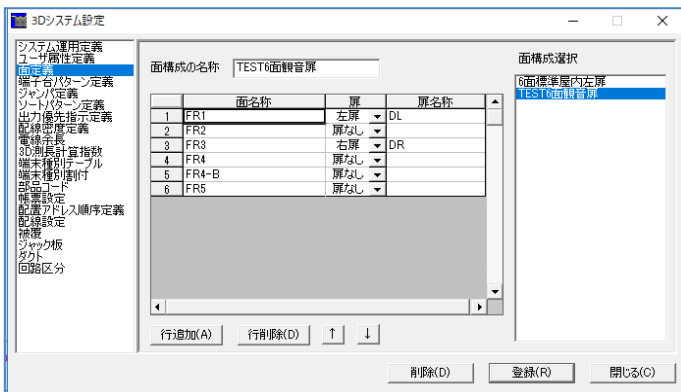 3Dシステム設定
システム運用定義
ユーザ属性定義
面定義
端子台パターン定義
ジャンパ定義
ソートパターン定義
出力優先指示定義
配線密度定義
電線余長
3D測長計算指数
端末種別テーブル
端末種別割付
部品コード
帳票設定
配置アドレス順序定義
配線設定
被覆
ジャック板
ダクト
回路区分
面構成の名称 TEST6面観音扉
面名称 扉 扉名称
1 FR1 左扉 DL
2 FR2 扉なし
3 FR3 右扉 DR
4 FR4 扉なし
5 FR4-B 扉なし
6 FR5 扉なし
行追加(A) 行削除(D) ↑ ↓
面構成選択
6面標準屋内左扉
TEST6面観音扉
削除(D) 登録(R) 閉じる(C)